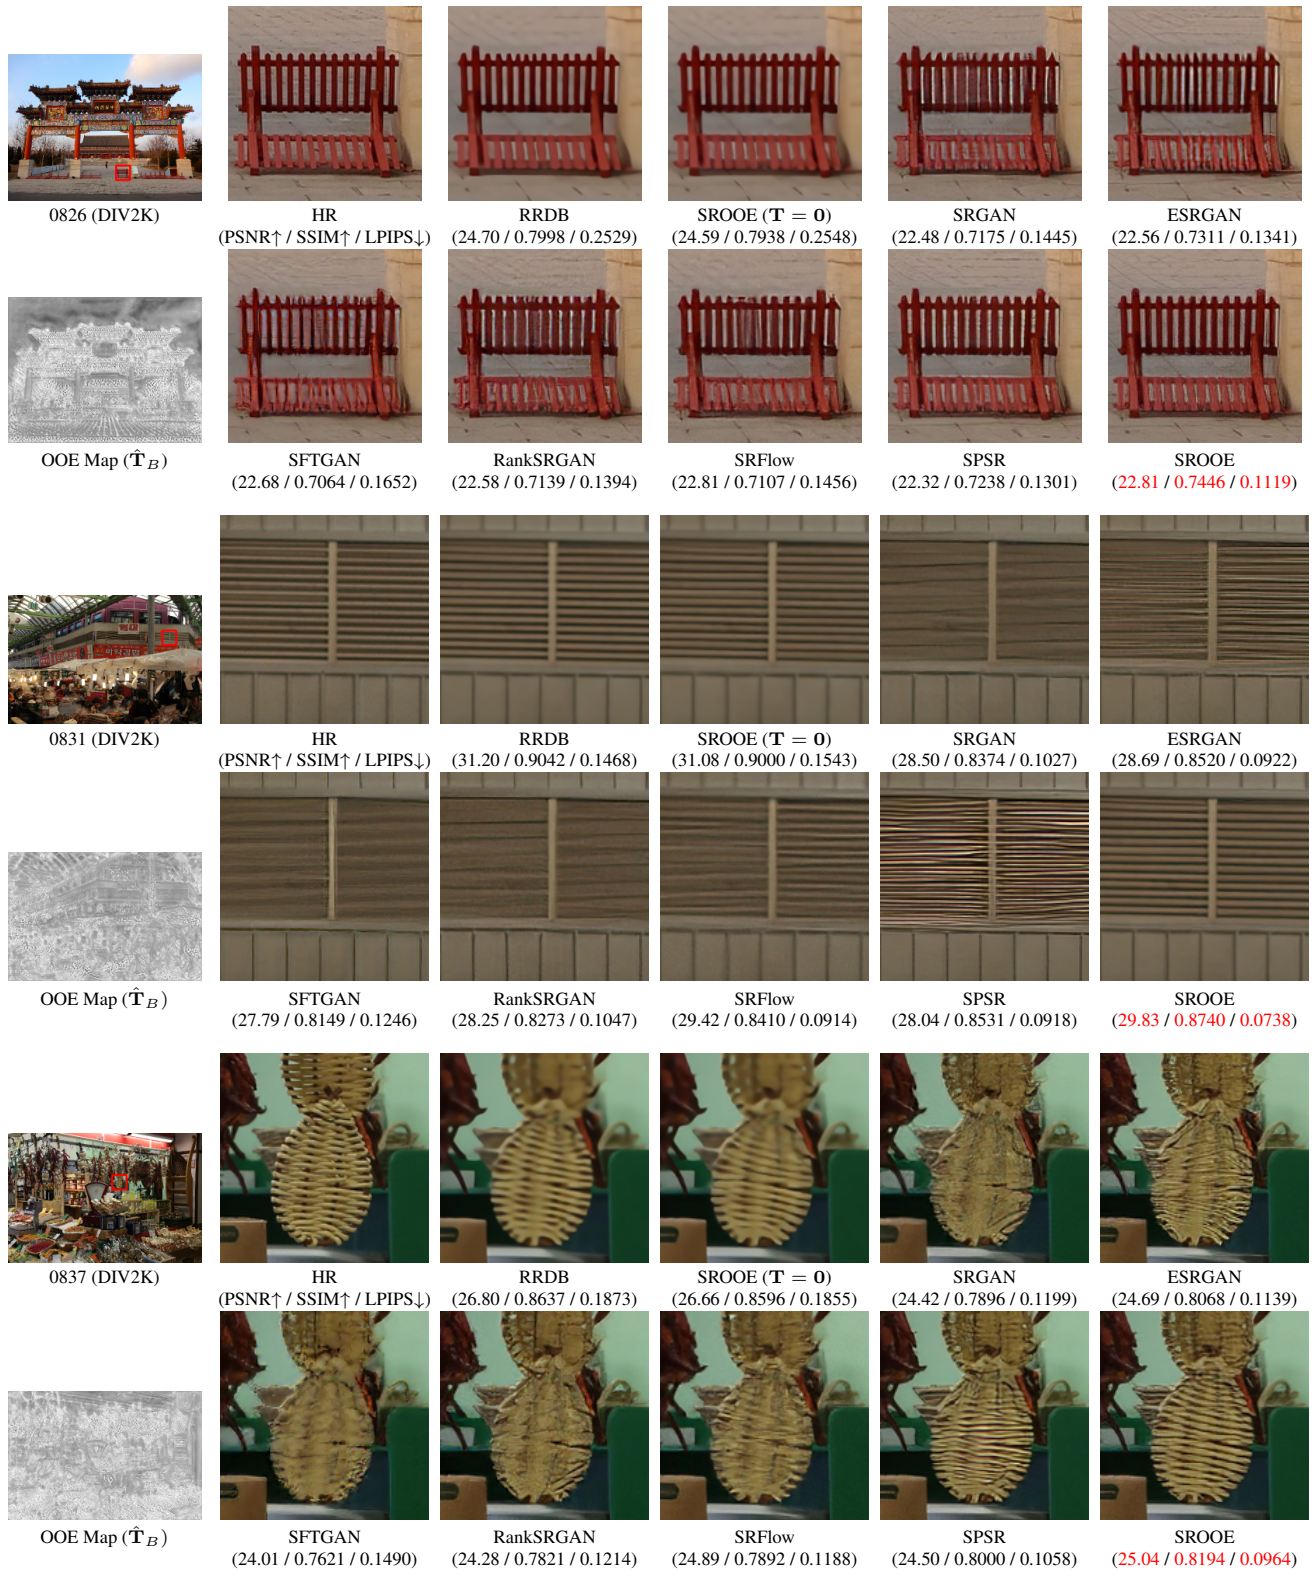 0826 (DIV2K)
HR
(PSNR↑ / SSIM↑ / LPIPS↓)
RRDB
(24.70 / 0.7998 / 0.2529)
SROOE (T = 0)
(24.59 / 0.7938 / 0.2548)
SRGAN
(22.48 / 0.7175 / 0.1445)
ESRGAN
(22.56 / 0.7311 / 0.1341)
OOE Map (T̂_B)
SFTGAN
(22.68 / 0.7064 / 0.1652)
RankSRGAN
(22.58 / 0.7139 / 0.1394)
SRFlow
(22.81 / 0.7107 / 0.1456)
SPSR
(22.32 / 0.7238 / 0.1301)
SROOE
(22.81 / 0.7446 / 0.1119)
0831 (DIV2K)
HR
(PSNR↑ / SSIM↑ / LPIPS↓)
RRDB
(31.20 / 0.9042 / 0.1468)
SROOE (T = 0)
(31.08 / 0.9000 / 0.1543)
SRGAN
(28.50 / 0.8374 / 0.1027)
ESRGAN
(28.69 / 0.8520 / 0.0922)
OOE Map (T̂_B)
SFTGAN
(27.79 / 0.8149 / 0.1246)
RankSRGAN
(28.25 / 0.8273 / 0.1047)
SRFlow
(29.42 / 0.8410 / 0.0914)
SPSR
(28.04 / 0.8531 / 0.0918)
SROOE
(29.83 / 0.8740 / 0.0738)
0837 (DIV2K)
HR
(PSNR↑ / SSIM↑ / LPIPS↓)
RRDB
(26.80 / 0.8637 / 0.1873)
SROOE (T = 0)
(26.66 / 0.8596 / 0.1855)
SRGAN
(24.42 / 0.7896 / 0.1199)
ESRGAN
(24.69 / 0.8068 / 0.1139)
OOE Map (T̂_B)
SFTGAN
(24.01 / 0.7621 / 0.1490)
RankSRGAN
(24.28 / 0.7821 / 0.1214)
SRFlow
(24.89 / 0.7892 / 0.1188)
SPSR
(24.50 / 0.8000 / 0.1058)
SROOE
(25.04 / 0.8194 / 0.0964)